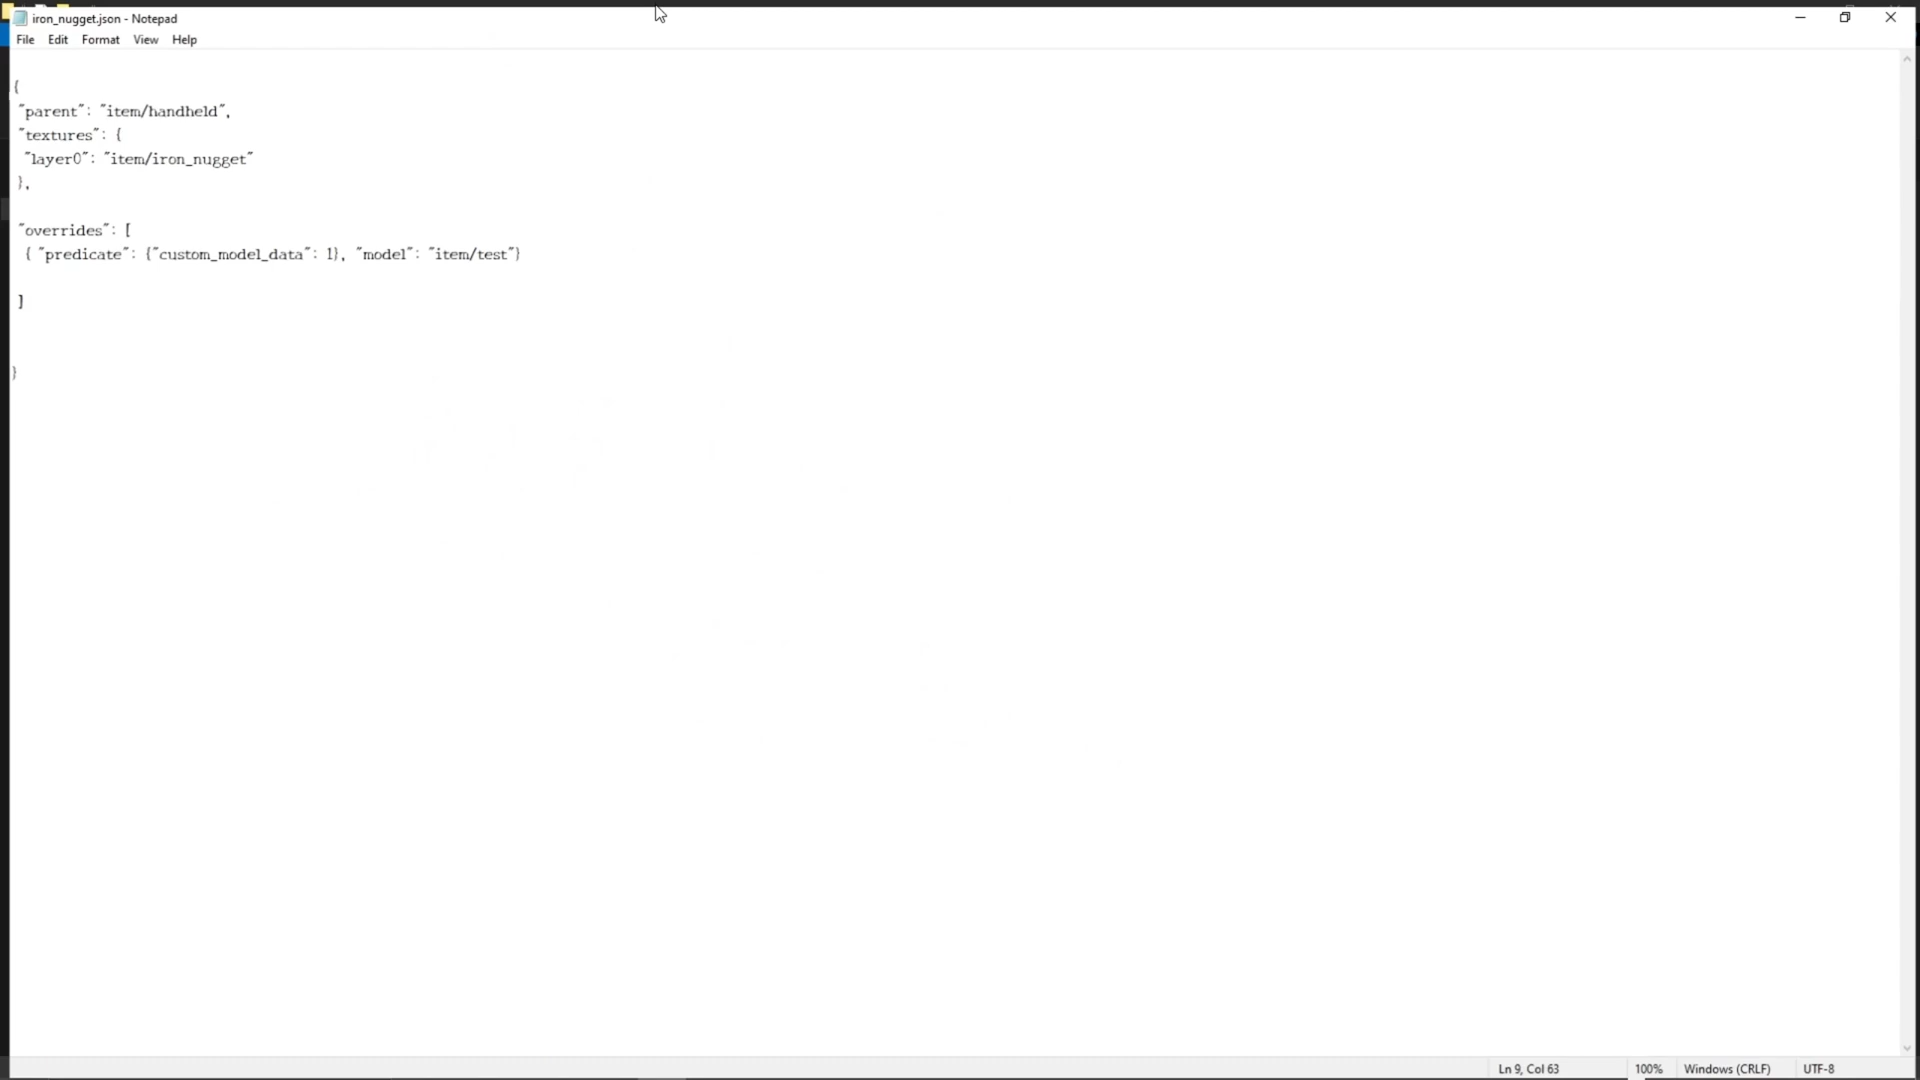 iron_nugget.json - Notepad
File Edit Format View Help
{
"parent": "item/handheld",
"textures": {
"layer0": "item/iron_nugget"
},
"overrides": [
{ "predicate": {"custom_model_data": 1}, "model": "item/test"}
]
}
Ln 9, Col 63 100% Windows (CRLF) UTF-8